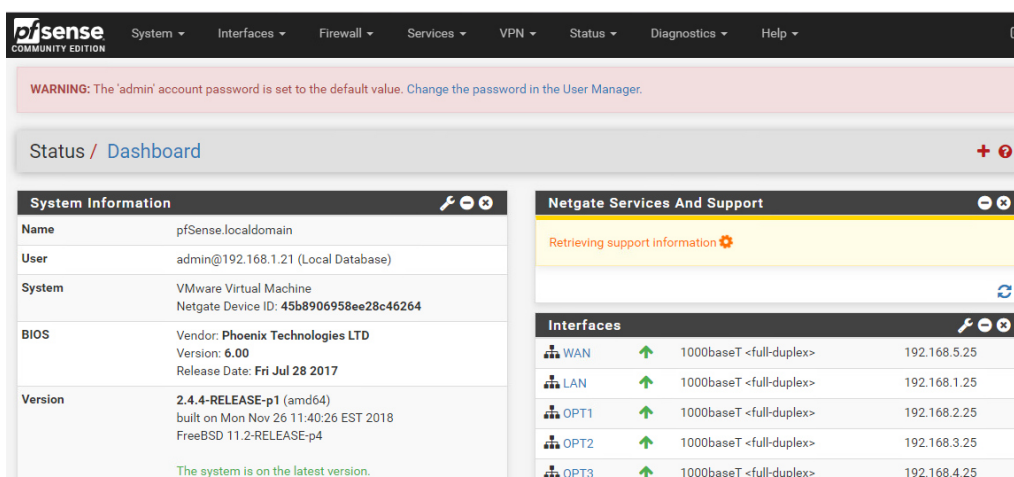 pfsense
COMMUNITY EDITION
System Interfaces Firewall Services VPN Status Diagnostics Help
WARNING: The 'admin' account password is set to the default value. Change the password in the User Manager.
Status / Dashboard
System Information
Name pfSense.localdomain
User admin@192.168.1.21 (Local Database)
System VMware Virtual Machine
Netgate Device ID: 45b8906958ee28c46264
BIOS Vendor: Phoenix Technologies LTD
Version: 6.00
Release Date: Fri Jul 28 2017
Version 2.4.4-RELEASE-p1 (amd64)
built on Mon Nov 26 11:40:26 EST 2018
FreeBSD 11.2-RELEASE-p4
The system is on the latest version.
Netgate Services And Support
Retrieving support information
Interfaces
WAN 1000baseT <full-duplex> 192.168.5.25
LAN 1000baseT <full-duplex> 192.168.1.25
OPT1 1000baseT <full-duplex> 192.168.2.25
OPT2 1000baseT <full-duplex> 192.168.3.25
OPT3 1000baseT <full-duplex> 192.168.4.25